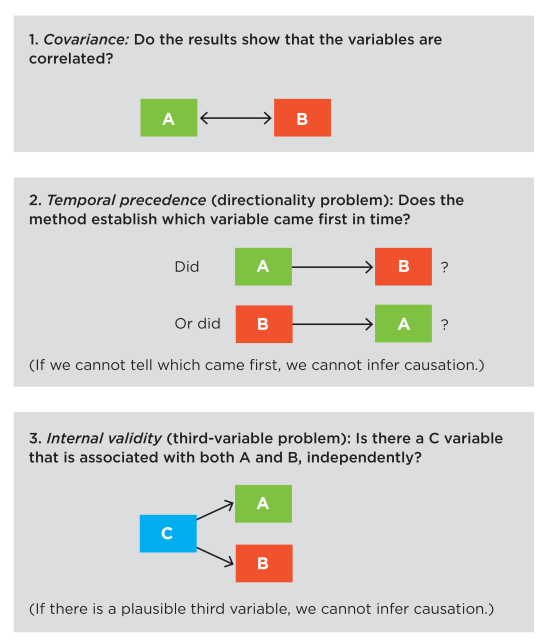 1. Covariance: Do the results show that the variables are
correlated?
A
B
2. Temporal precedence (directionality problem): Does the
method establish which variable came first in time?
Did A B ?
Or did B A ?
(If we cannot tell which came first, we cannot infer causation.)
3. Internal validity (third-variable problem): Is there a C variable
that is associated with both A and B, independently?
A
C
B
(If there is a plausible third variable, we cannot infer causation.)